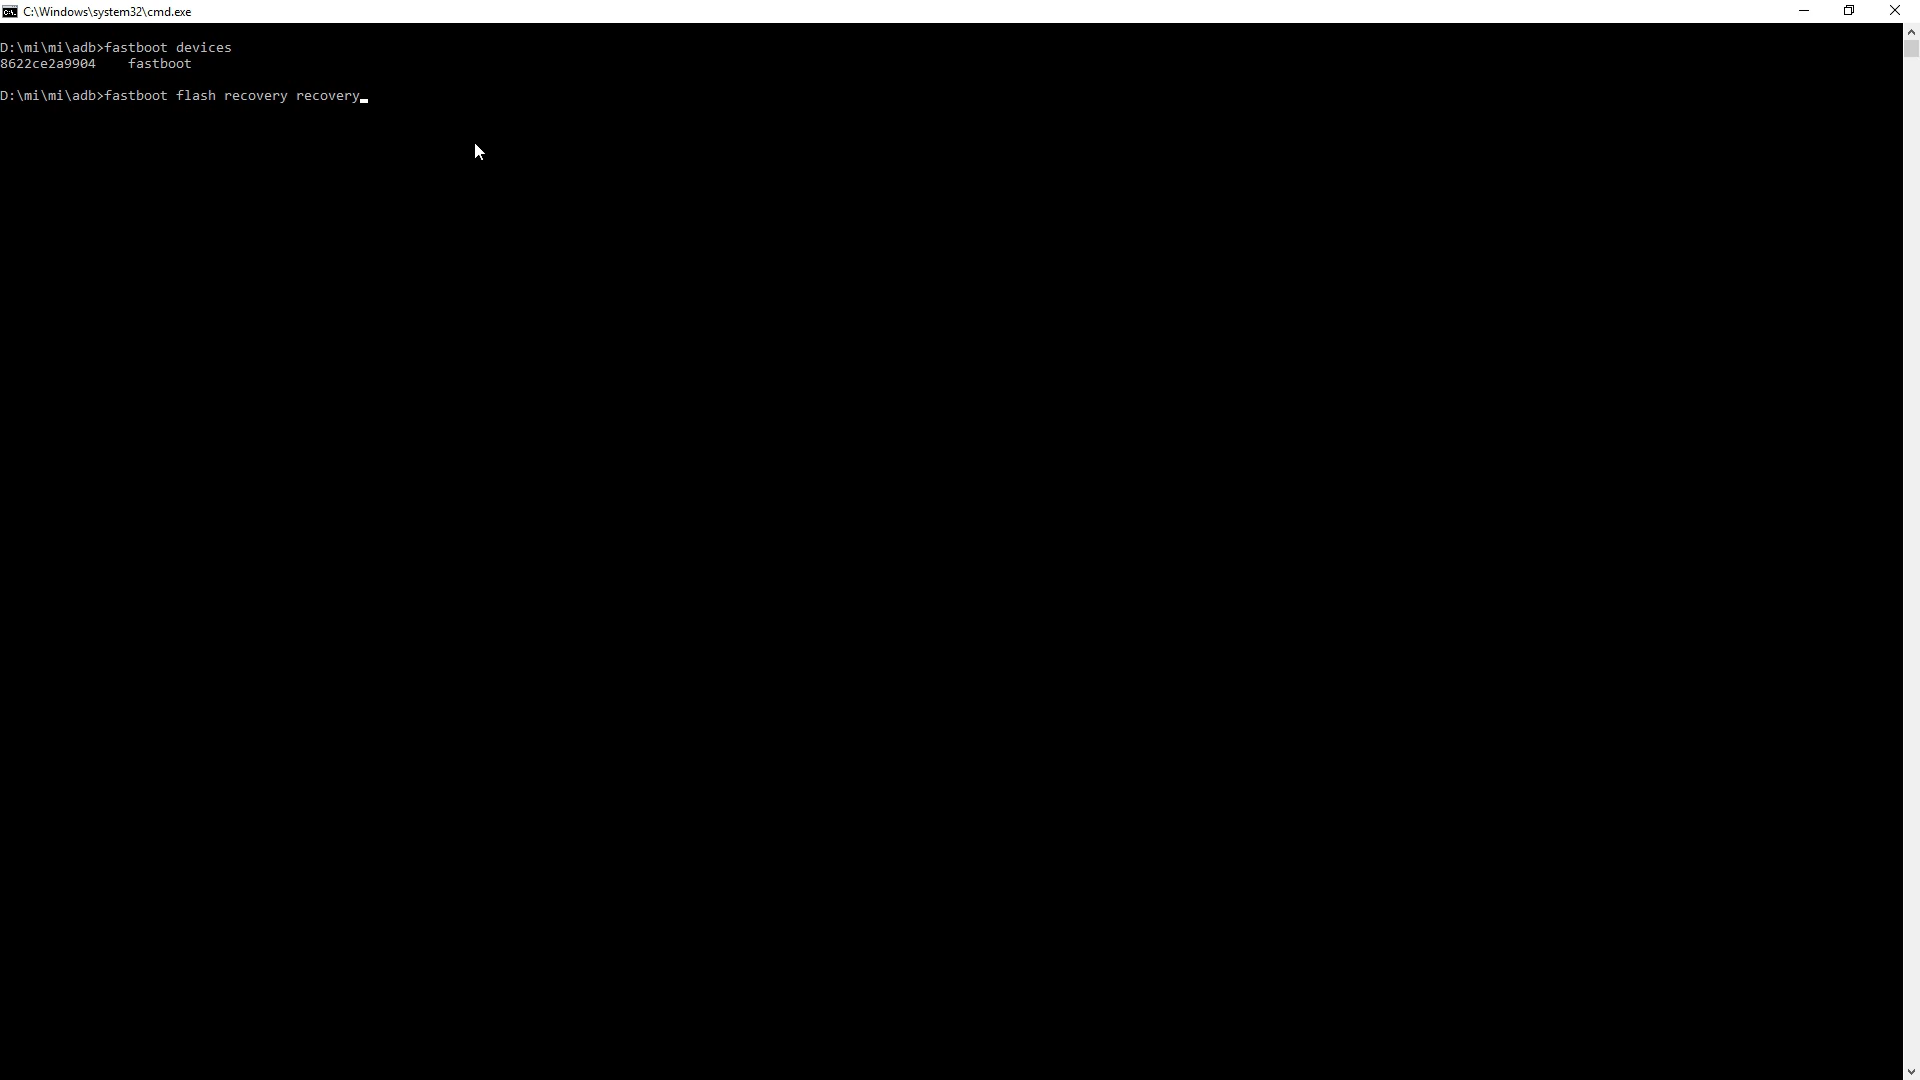 C:\Windows\system32\cmd.exe
D:\mi\mi\adb>fastboot devices
8622ce2a9904    fastboot
D:\mi\mi\adb>fastboot flash recovery recovery